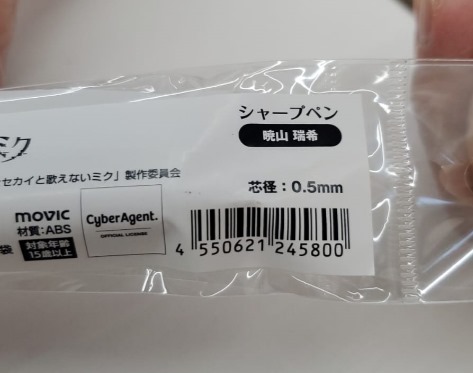 シャープペン
暁山 瑞希
ミク
セカイと歌えないミク」製作委員会
芯径：0.5mm
movic
材質：ABS
袋
対象年齢
15歳以上
CyberAgent.
OFFICIAL LICENSE
4 550621 245800